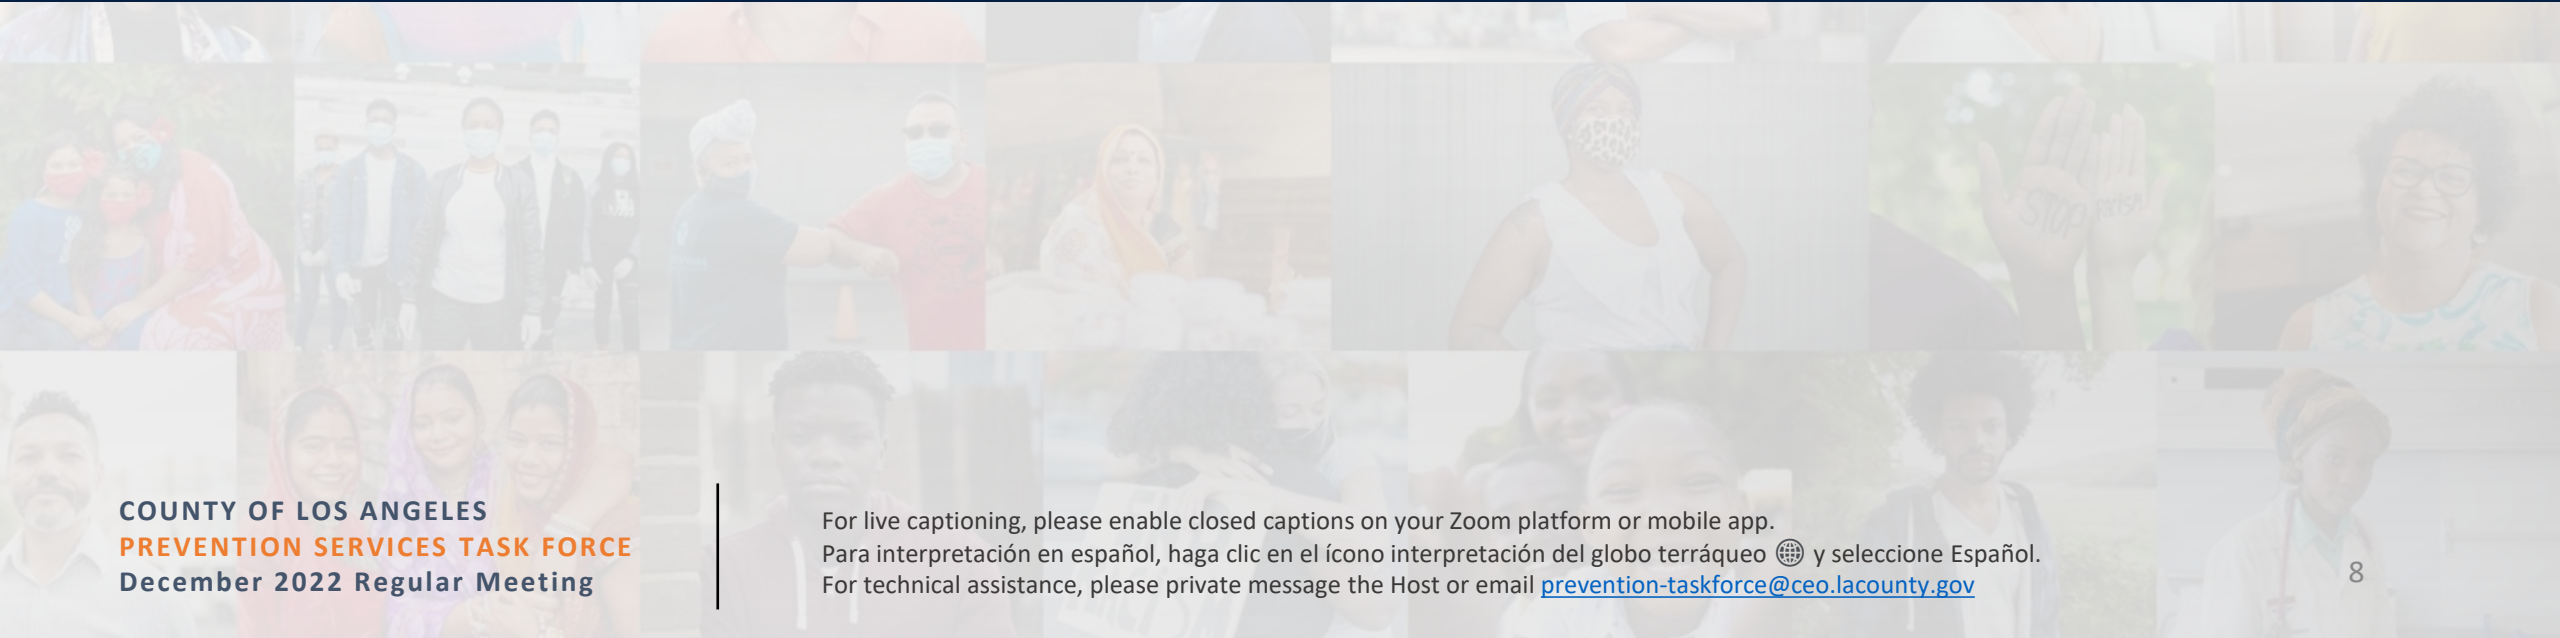 STOP
racism
COUNTY OF LOS ANGELES
PREVENTION SERVICES TASK FORCE
December 2022 Regular Meeting
For live captioning, please enable closed captions on your Zoom platform or mobile app.
Para interpretación en español, haga clic en el ícono interpretación del globo terráqueo y seleccione Español.
For technical assistance, please private message the Host or email prevention-taskforce@ceo.lacounty.gov
8